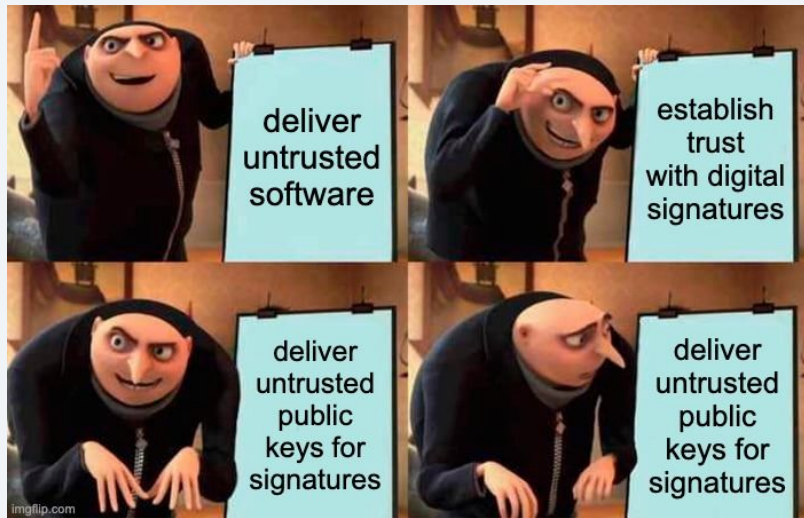 deliver
untrusted
software
establish
trust
with digital
signatures
deliver
untrusted
public
keys for
signatures
deliver
untrusted
public
keys for
signatures
imgflip.com